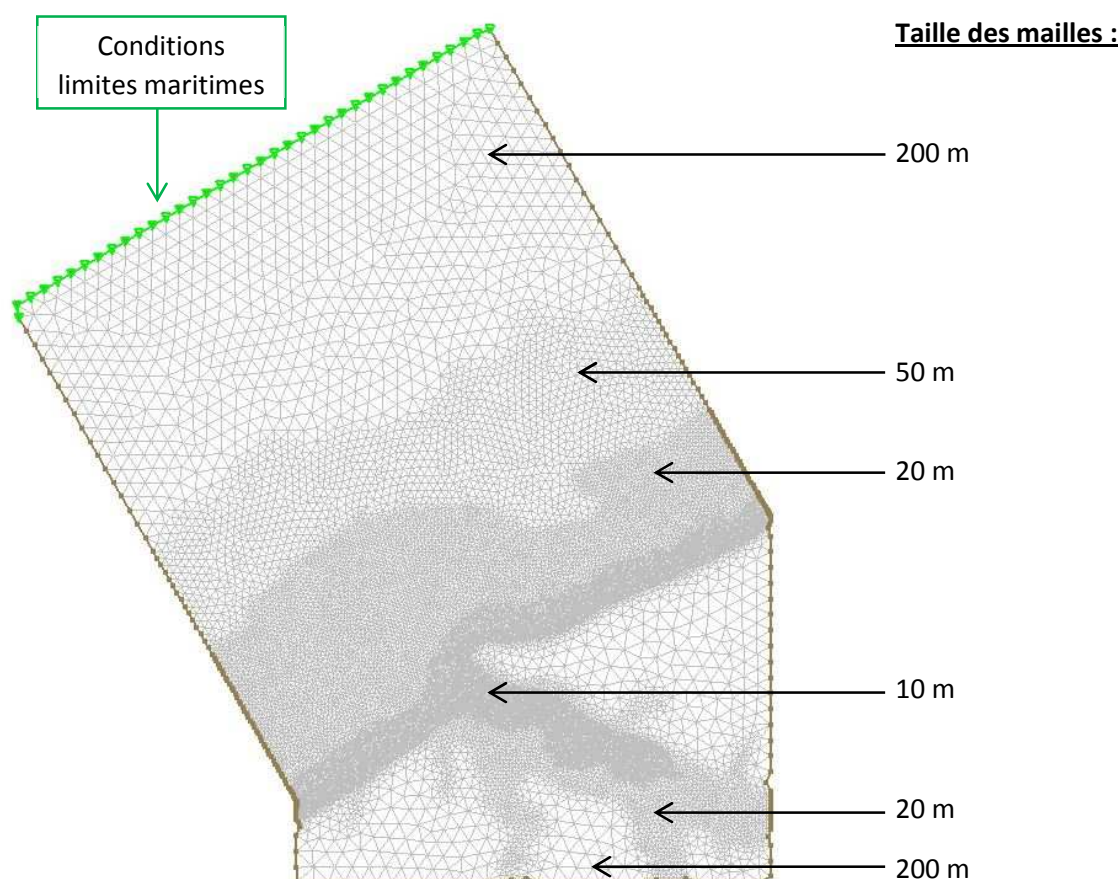 Conditions
limites maritimes
Taille des mailles :
200 m
50 m
20 m
10 m
20 m
200 m